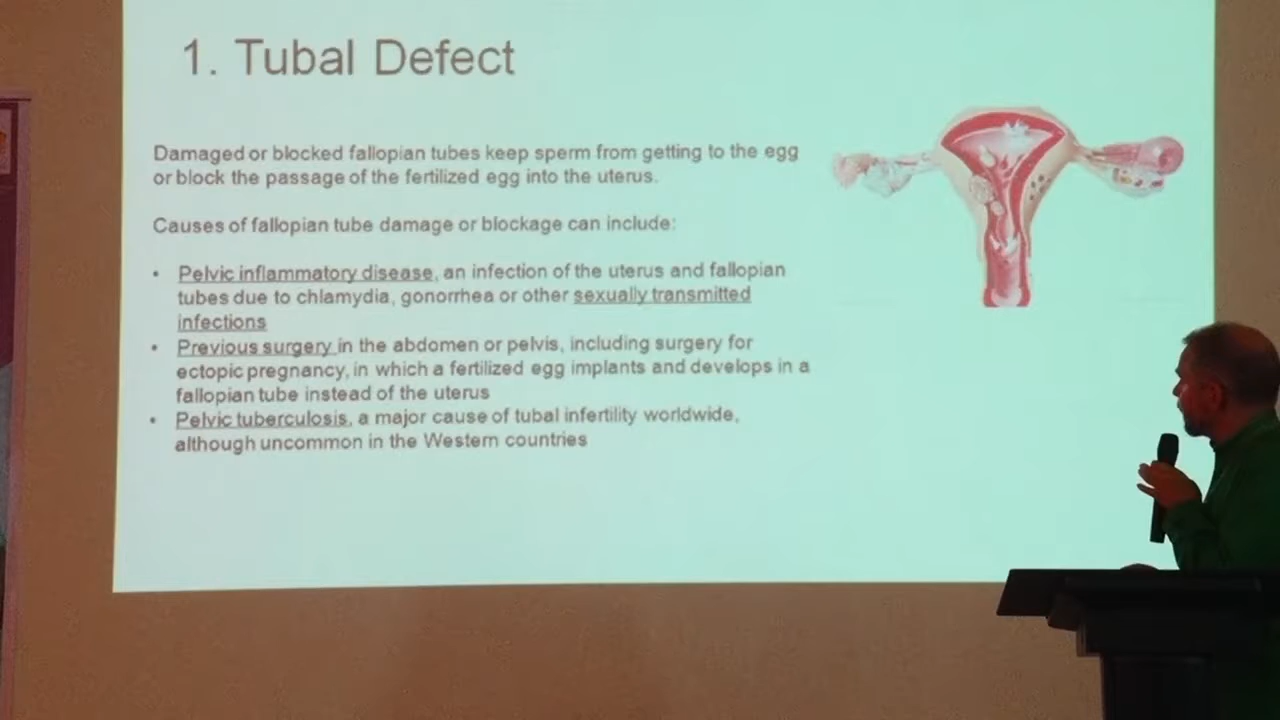 1. Tubal Defect
Damaged or blocked fallopian tubes keep sperm from getting to the egg
or block the passage of the fertilized egg into the uterus.
Causes of fallopian tube damage or blockage can include:
• Pelvic inflammatory disease, an infection of the uterus and fallopian
tubes due to chlamydia, gonorrhea or other sexually transmitted
infections
• Previous surgery in the abdomen or pelvis, including surgery for
ectopic pregnancy, in which a fertilized egg implants and develops in a
fallopian tube instead of the uterus
• Pelvic tuberculosis, a major cause of tubal infertility worldwide,
although uncommon in the Western countries